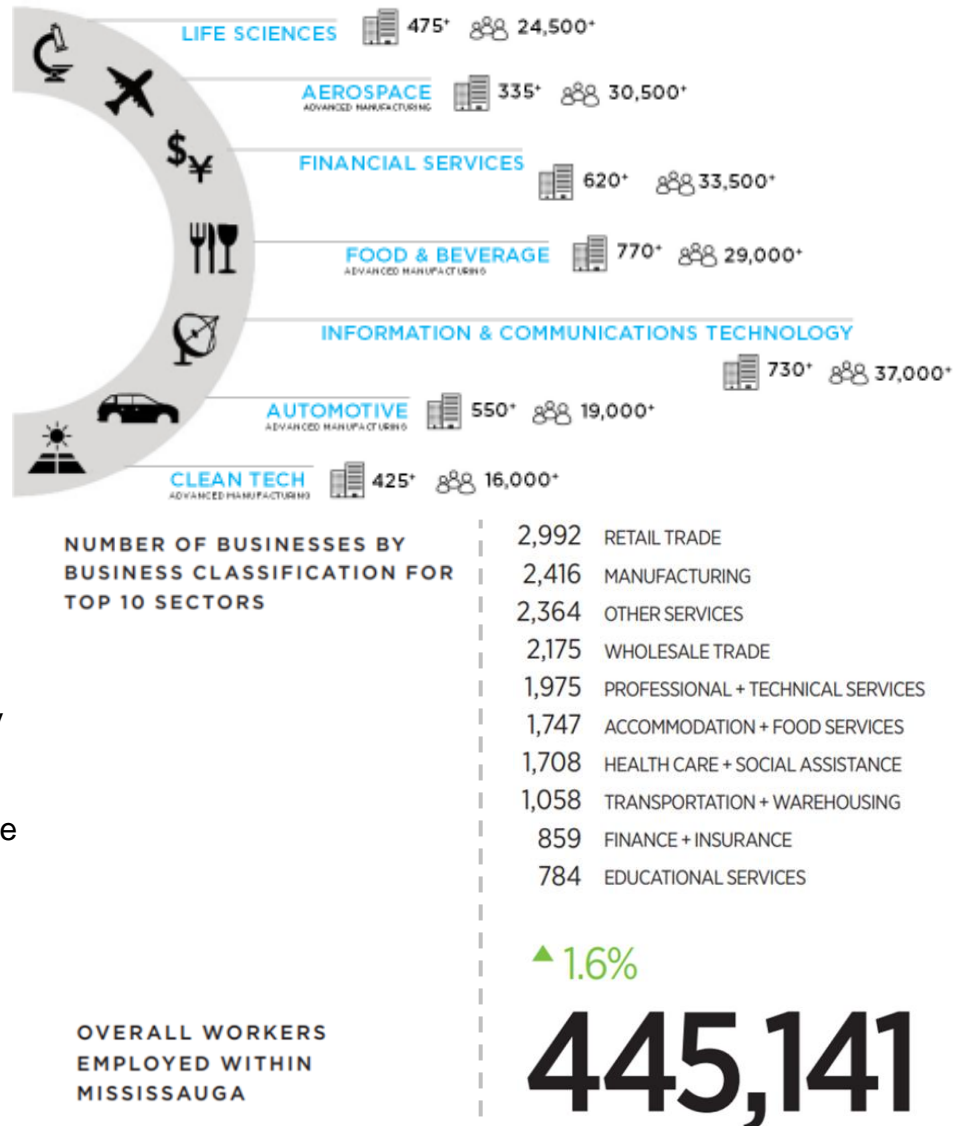 LIFE SCIENCES 475+ 24,500+
AEROSPACE 335+ 30,500+
ADVANCED MANUFACTURING
FINANCIAL SERVICES
620+ 33,500+
FOOD & BEVERAGE 770+ 29,000+
ADVANCED MANUFACTURING
INFORMATION & COMMUNICATIONS TECHNOLOGY
730+ 37,000+
AUTOMOTIVE 550+ 19,000+
ADVANCED MANUFACTURING
CLEAN TECH 425+ 16,000+
ADVANCED MANUFACTURING
NUMBER OF BUSINESSES BY
BUSINESS CLASSIFICATION FOR
TOP 10 SECTORS
2,992 RETAIL TRADE
2,416 MANUFACTURING
2,364 OTHER SERVICES
2,175 WHOLESALE TRADE
1,975 PROFESSIONAL + TECHNICAL SERVICES
1,747 ACCOMMODATION + FOOD SERVICES
1,708 HEALTH CARE + SOCIAL ASSISTANCE
1,058 TRANSPORTATION + WAREHOUSING
859 FINANCE + INSURANCE
784 EDUCATIONAL SERVICES
1.6%
OVERALL WORKERS
EMPLOYED WITHIN
MISSISSAUGA
445,141